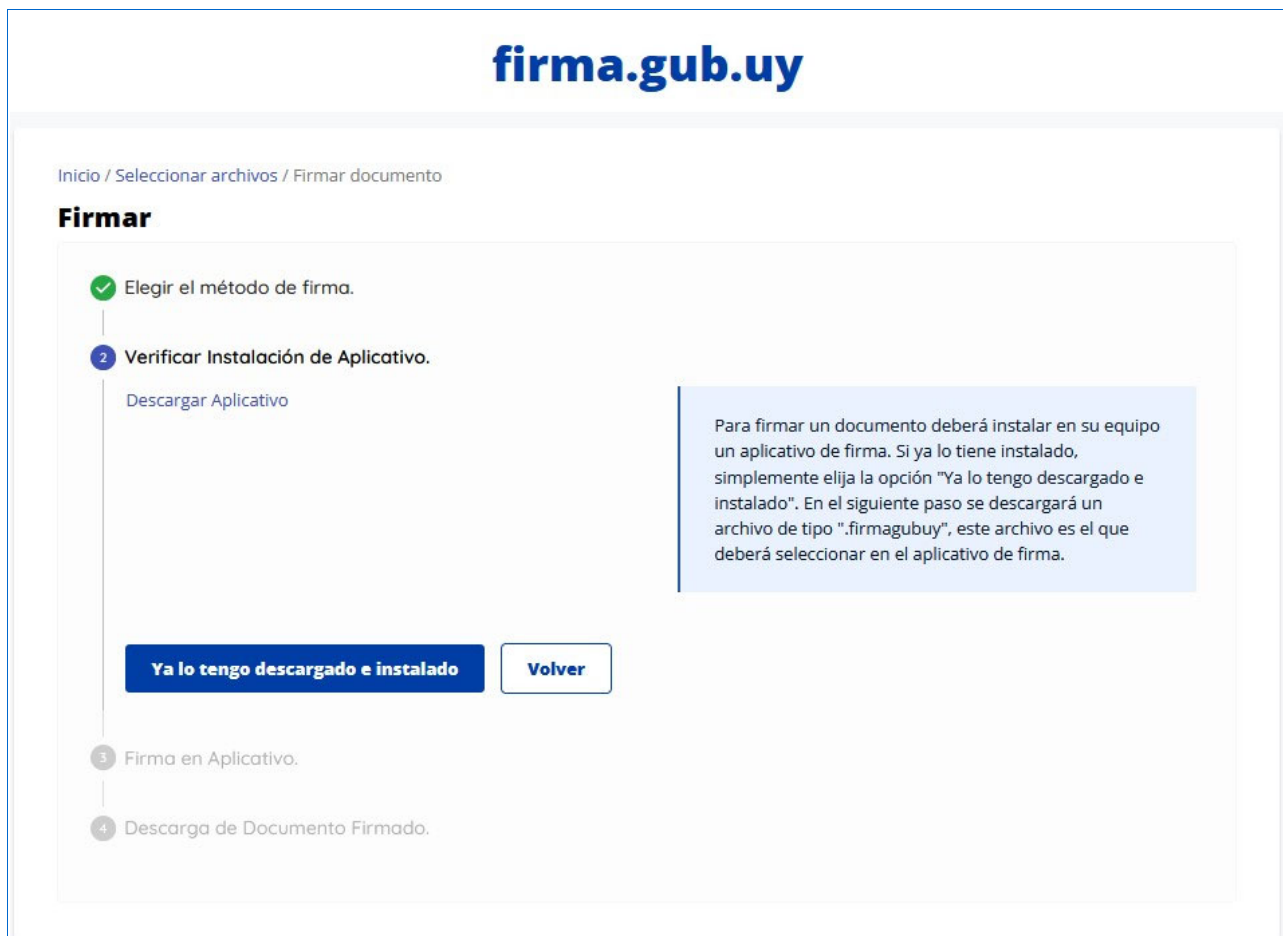 firma.gub.uy
Inicio / Seleccionar archivos / Firmar documento
Firmar
Elegir el método de firma.
2 Verificar Instalación de Aplicativo.
Descargar Aplicativo
Para firmar un documento deberá instalar en su equipo
un aplicativo de firma. Si ya lo tiene instalado,
simplemente elija la opción "Ya lo tengo descargado e
instalado". En el siguiente paso se descargará un
archivo de tipo ".firmagubuy", este archivo es el que
deberá seleccionar en el aplicativo de firma.
Ya lo tengo descargado e instalado
Volver
3 Firma en Aplicativo.
4 Descarga de Documento Firmado.